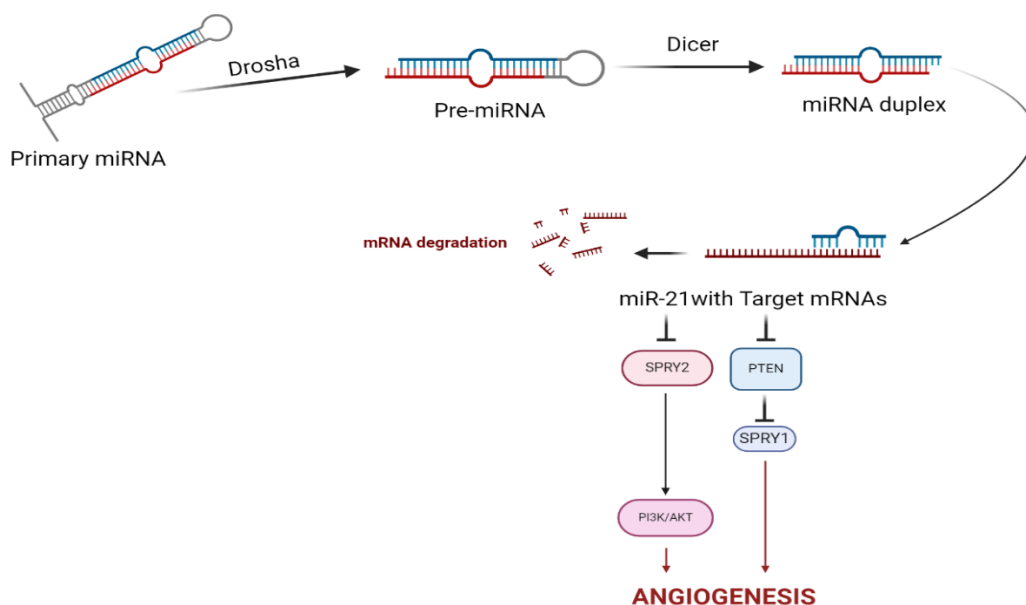 Drosha
Dicer
Primary miRNA
Pre-miRNA
miRNA duplex
mRNA degradation
miR-21with Target mRNAs
SPRY2
PTEN
SPRY1
PI3K/AKT
ANGIOGENESIS